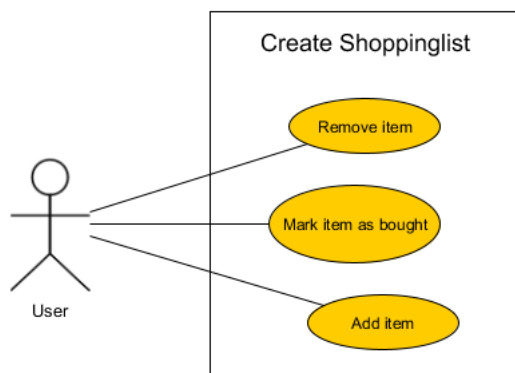 Create Shoppinglist
Remove item
Mark item as bought
User
Add item